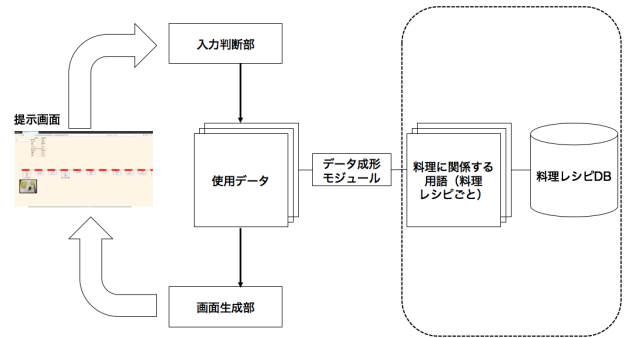 入力判断部
提示画面
使用データ
データ成形
モジュール
料理に関係する
用語（料理
レシピごと）
料理レシピDB
画面生成部